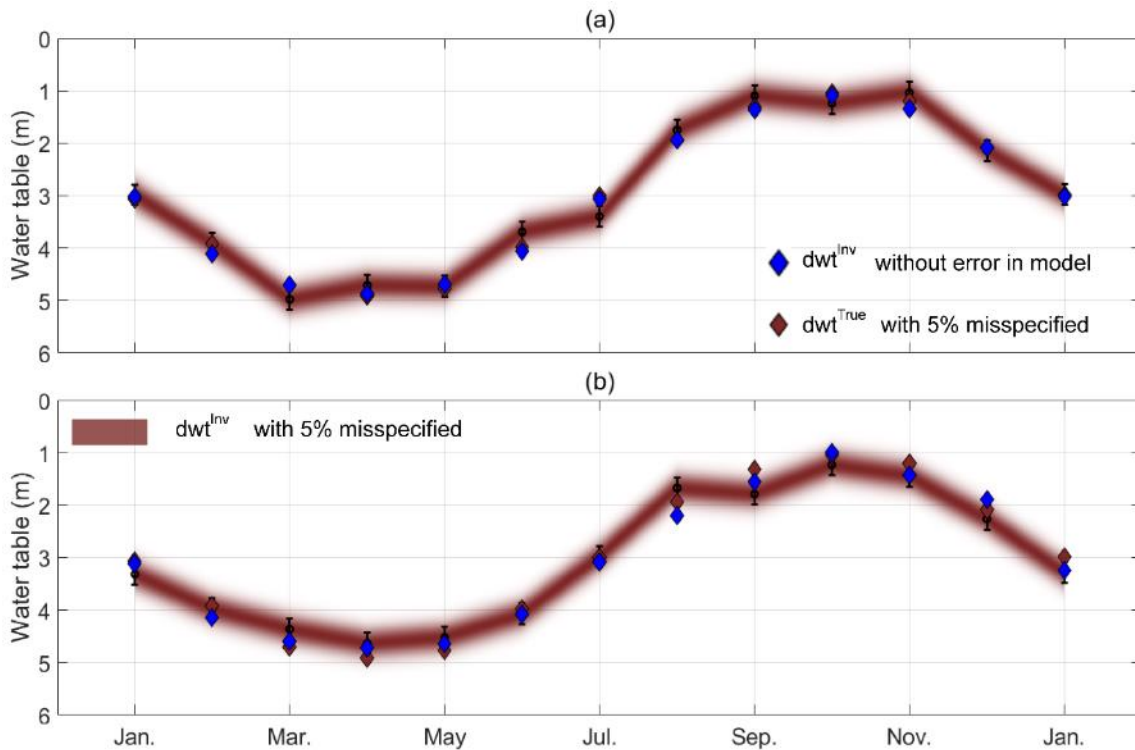 (a)
0
1
2
3
4
5
6
Water table (m)
dwt^Inv without error in model
dwt^True with 5% misspecified
(b)
0
1
2
3
4
5
6
Water table (m)
dwt^Inv with 5% misspecified
Jan. Mar. May Jul. Sep. Nov. Jan.